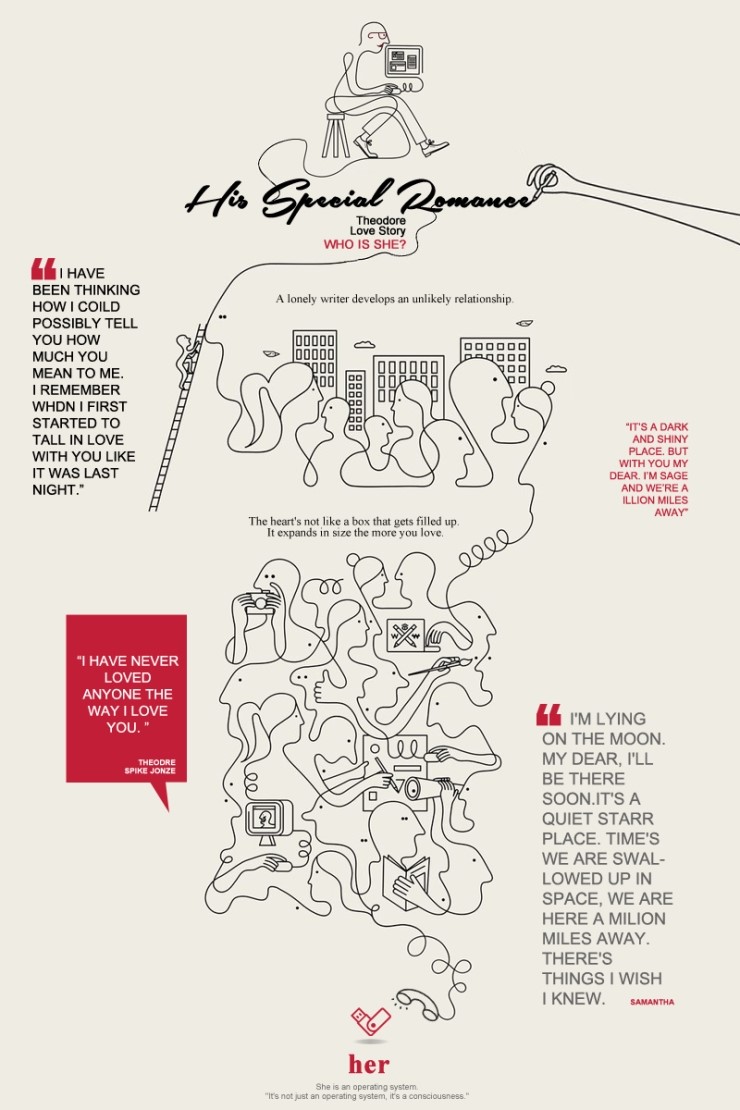 His Special Romance
Theodore
Love Story
WHO IS SHE?
"I HAVE
BEEN THINKING
HOW I COILD
POSSIBLY TELL
YOU HOW
MUCH YOU
MEAN TO ME.
I REMEMBER
WHDN I FIRST
STARTED TO
TALL IN LOVE
WITH YOU LIKE
IT WAS LAST
NIGHT."
A lonely writer develops an unlikely relationship.
"IT'S A DARK
AND SHINY
PLACE. BUT
WITH YOU MY
DEAR. I'M SAGE
AND WE'RE A
ILLION MILES
AWAY"
The heart's not like a box that gets filled up.
It expands in size the more you love.
W W
"I HAVE NEVER
LOVED
ANYONE THE
WAY I LOVE
YOU. "
THEODRE
SPIKE JONZE
" I'M LYING
ON THE MOON.
MY DEAR, I'LL
BE THERE
SOON.IT'S A
QUIET STARR
PLACE. TIME'S
WE ARE SWAL-
LOWED UP IN
SPACE, WE ARE
HERE A MILION
MILES AWAY.
THERE'S
THINGS I WISH
I KNEW.
SAMANTHA
her
She is an operating system.
"It's not just an operating system, it's a consciousness."